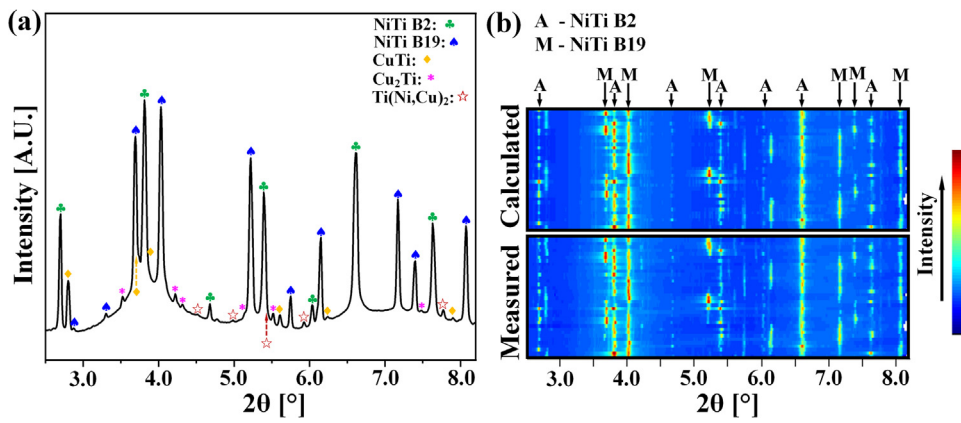 (a)
NiTi B2: ♣
NiTi B19: ♠
CuTi: ♦
Cu₂Ti: *
Ti(Ni,Cu)₂: ☆
Intensity [A.U.]
3.0 4.0 5.0 6.0 7.0 8.0
2θ [°]
(b)
A - NiTi B2
M - NiTi B19
A M A M A M A A A M M A M
Calculated
Measured
Intensity
3.0 4.0 5.0 6.0 7.0 8.0
2θ [°]